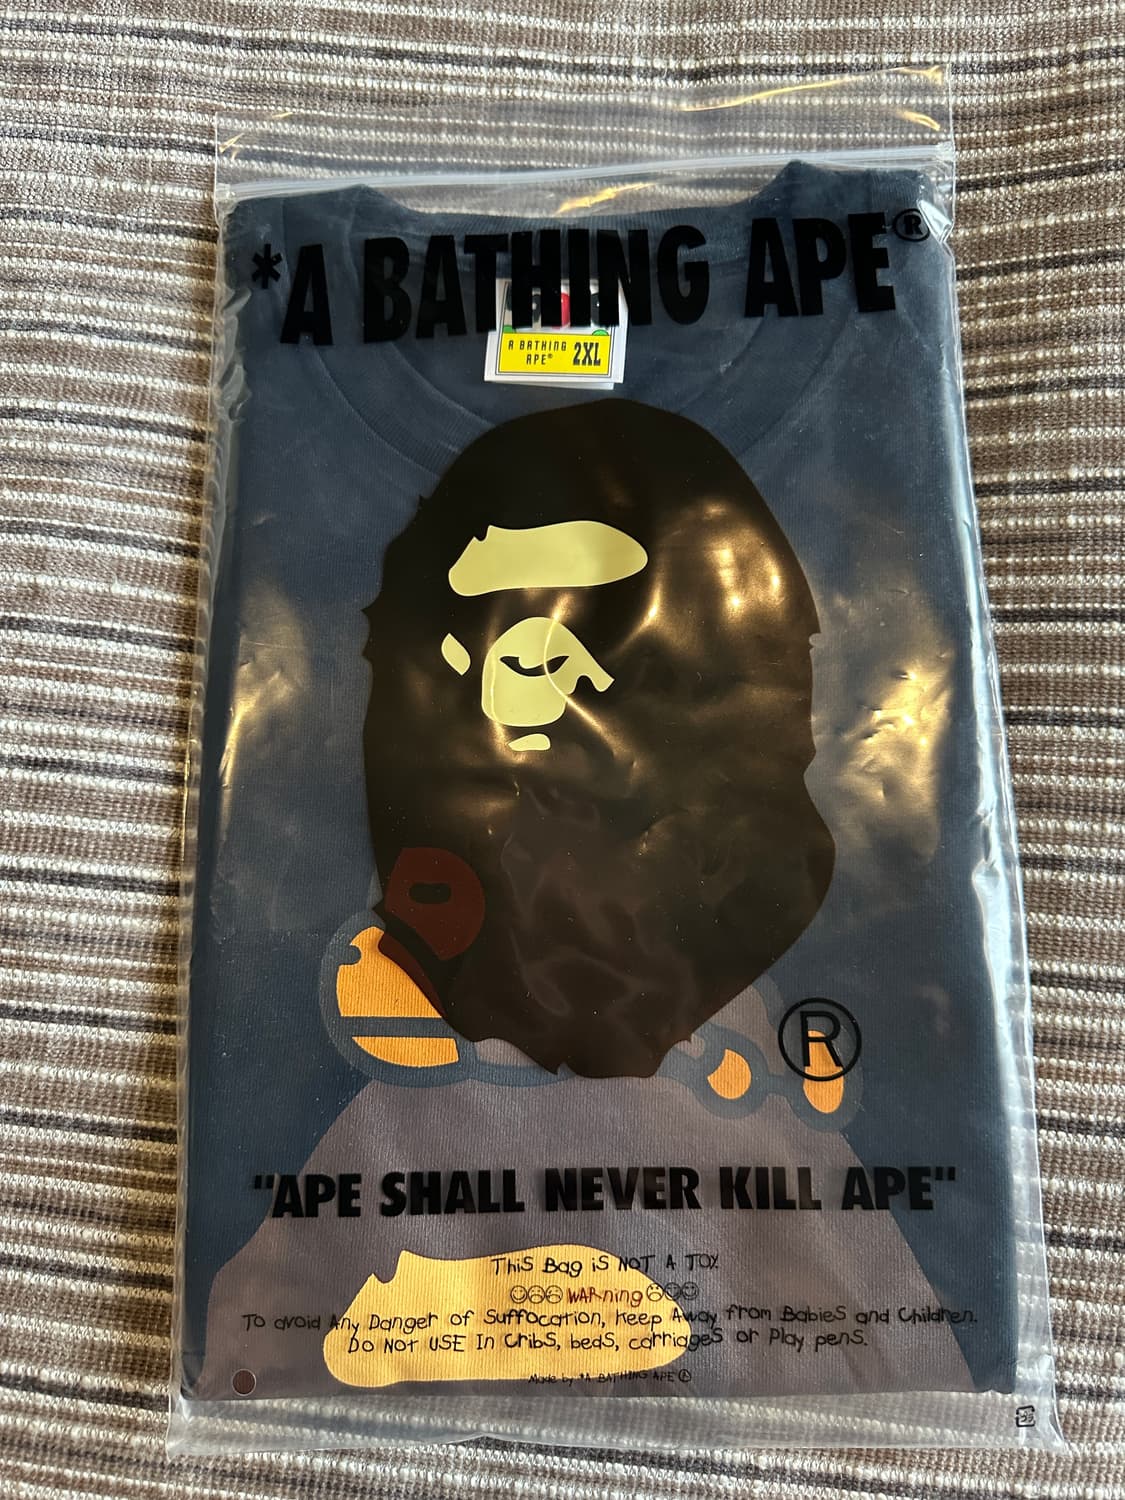 *A BATHING APE®
A BATHING
APE® 2XL
®
"APE SHALL NEVER KILL APE"
THiS Bag iS NOT A TOY
WARning
To avoid Any Danger of Suffocation, Keep Away from BabieS and Children.
Do NoT USE In CribS, bedS, carriageS or Play penS.
Made by *A BATHING APE®